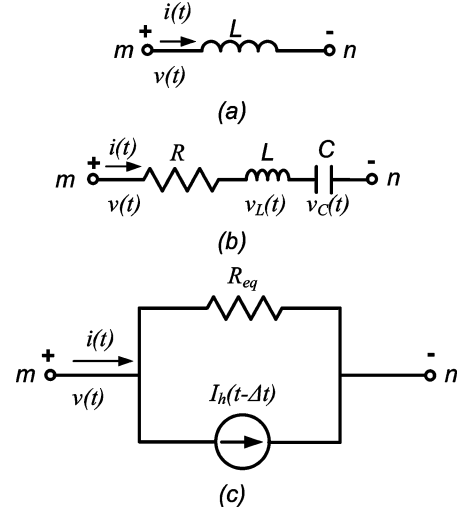 + i(t) L -
m n
v(t)
(a)
+ i(t) R L C -
m n
v(t) v_L(t) v_C(t)
(b)
R_eq
+ i(t) -
m n
v(t) I_h(t-Δt)
(c)